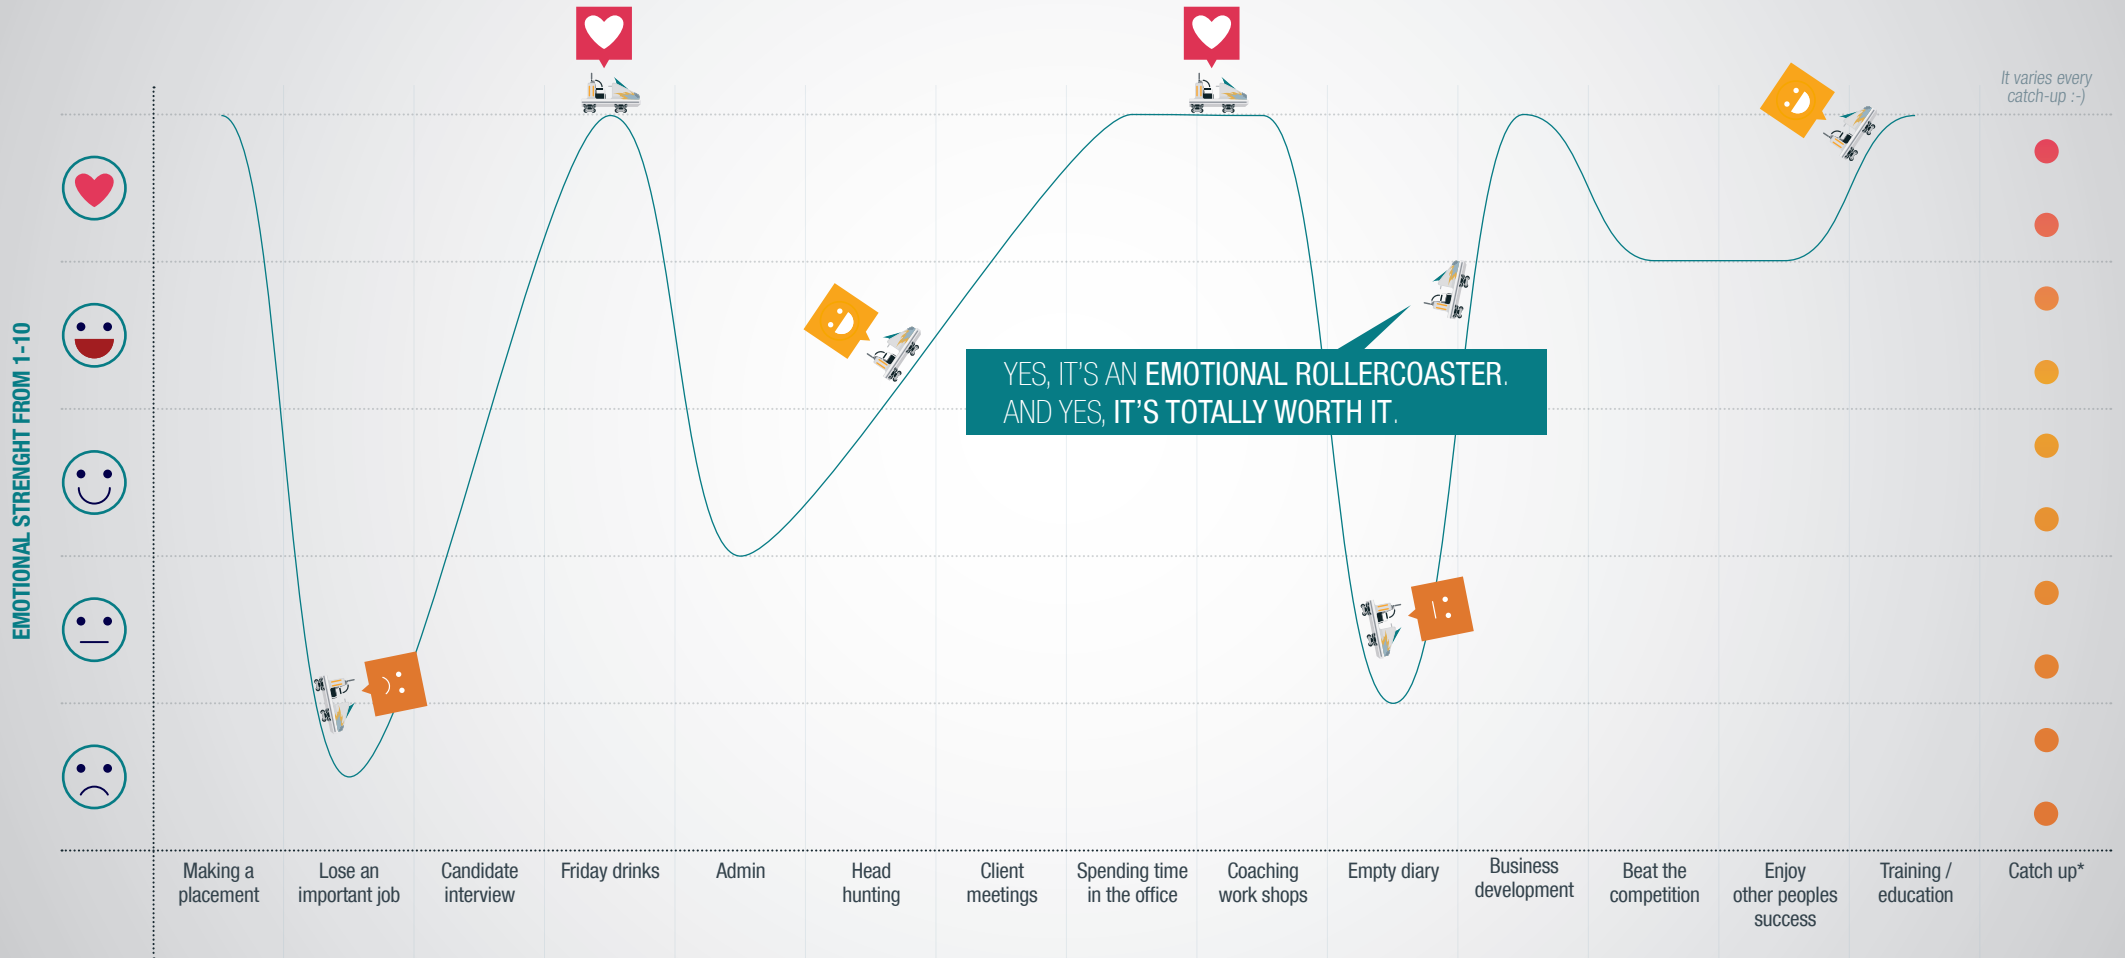 It varies every
catch-up :-)
EMOTIONAL STRENGHT FROM 1-10
YES, IT'S AN EMOTIONAL ROLLERCOASTER.
AND YES, IT'S TOTALLY WORTH IT.
Making a
placement
Lose an
important job
Candidate
interview
Friday drinks
Admin
Head
hunting
Client
meetings
Spending time
in the office
Coaching
work shops
Empty diary
Business
development
Beat the
competition
Enjoy
other peoples
success
Training /
education
Catch up*